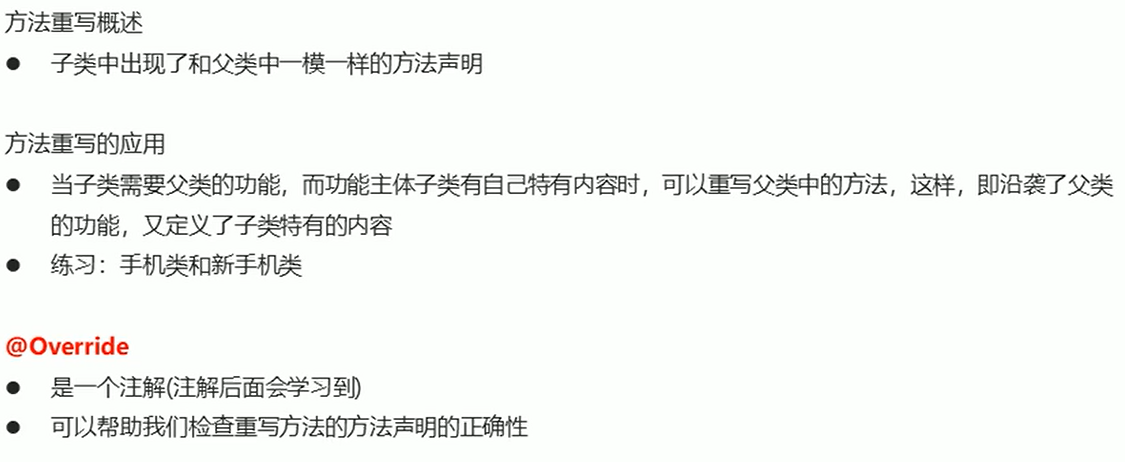 方法重写概述
● 子类中出现了和父类中一模一样的方法声明
方法重写的应用
● 当子类需要父类的功能，而功能主体子类有自己特有内容时，可以重写父类中的方法，这样，即沿袭了父类
的功能，又定义了子类特有的内容
● 练习：手机类和新手机类
@Override
● 是一个注解(注解后面会学习到)
● 可以帮助我们检查重写方法的方法声明的正确性